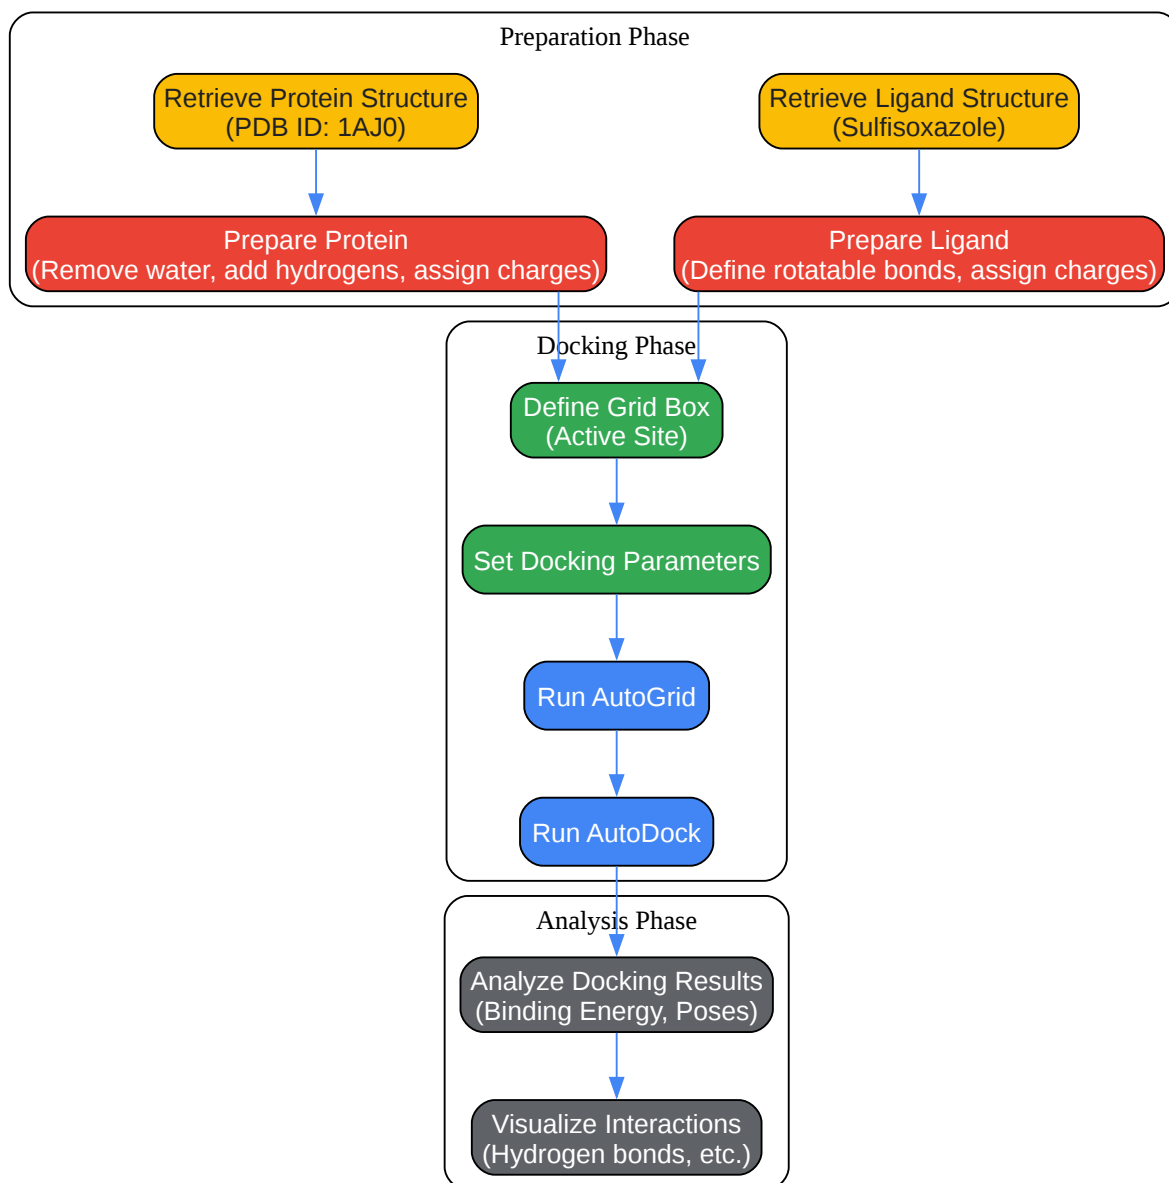 Preparation Phase
Retrieve Protein Structure
(PDB ID: 1AJ0)
Retrieve Ligand Structure
(Sulfisoxazole)
Prepare Protein
(Remove water, add hydrogens, assign charges)
Prepare Ligand
(Define rotatable bonds, assign charges)
Docking Phase
Define Grid Box
(Active Site)
Set Docking Parameters
Run AutoGrid
Run AutoDock
Analysis Phase
Analyze Docking Results
(Binding Energy, Poses)
Visualize Interactions
(Hydrogen bonds, etc.)